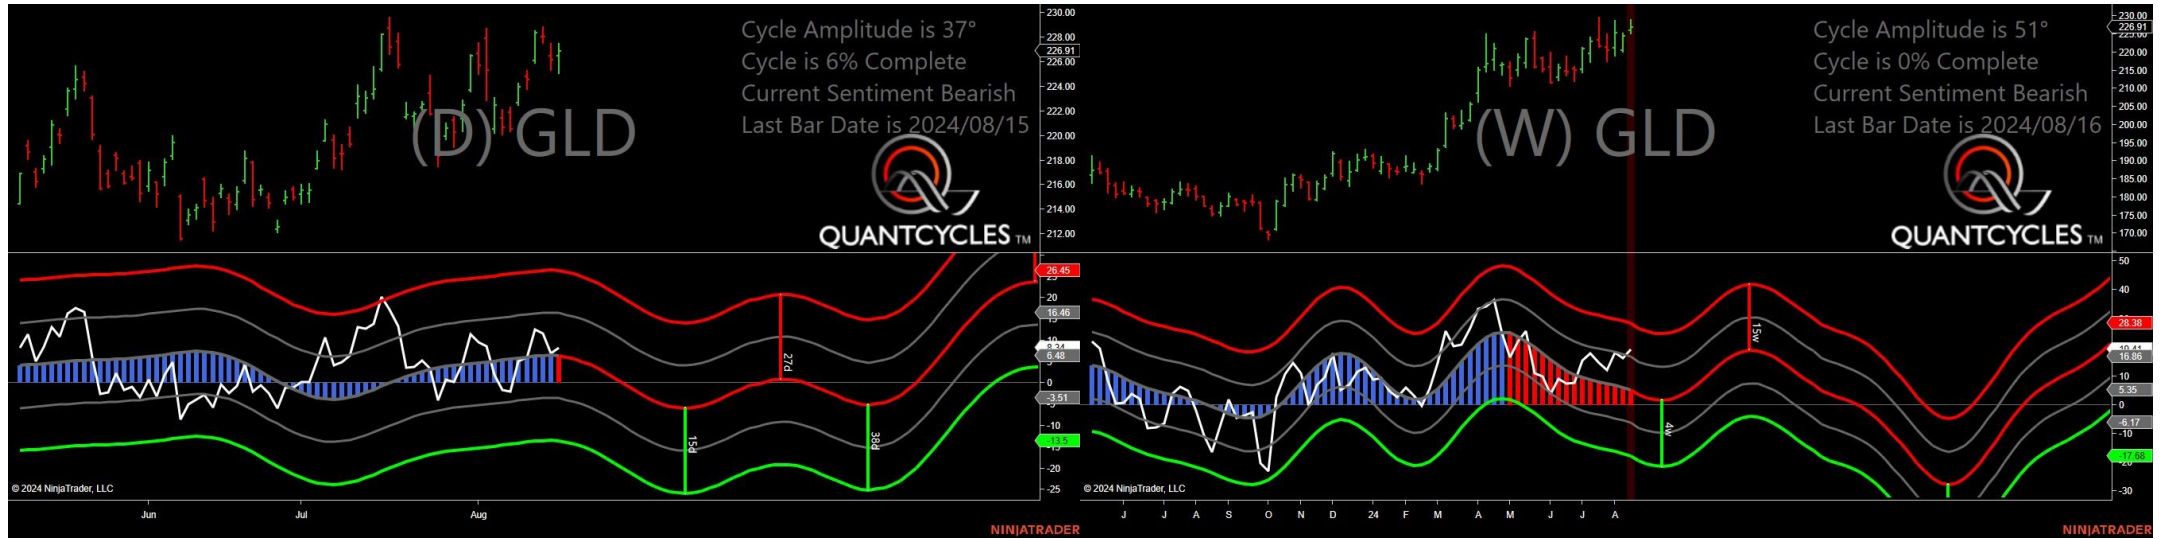 Cycle Amplitude is 37°
Cycle is 6% Complete
Current Sentiment Bearish
Last Bar Date is 2024/08/15
(D) GLD
QUANTCYCLES TM
230.00
228.00
226.91
226.00
224.00
222.00
220.00
218.00
216.00
214.00
212.00
26.45
20
16.46
6.48
0
-3.51
-10
-13.5
-20
-25
27d
15d
38d
© 2024 NinjaTrader, LLC
Jun Jul Aug
NINJATRADER
Cycle Amplitude is 51°
Cycle is 0% Complete
Current Sentiment Bearish
Last Bar Date is 2024/08/16
(W) GLD
QUANTCYCLES TM
230.00
226.91
220.00
215.00
210.00
205.00
200.00
195.00
190.00
185.00
180.00
175.00
170.00
50
40
28.38
16.86
10
5.35
0
-6.17
-10
-17.68
-30
15w
4w
© 2024 NinjaTrader, LLC
J J A S O N D 24 F M A M J J A
NINJATRADER